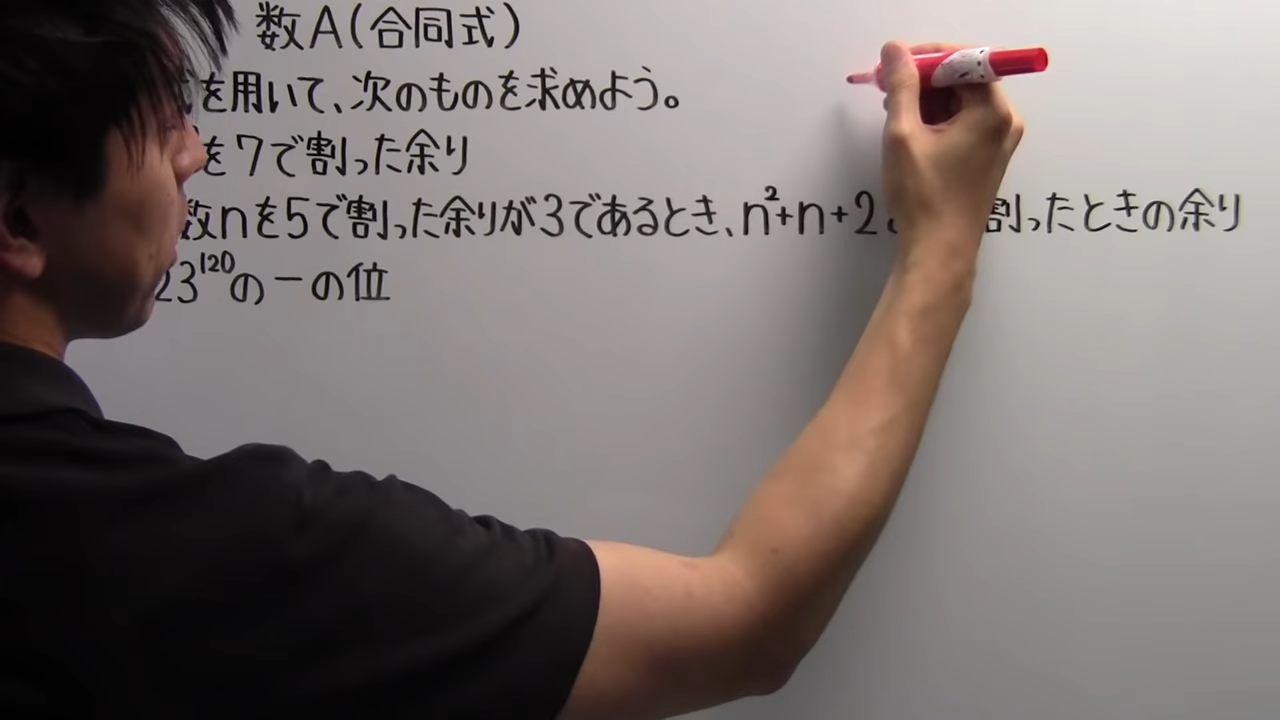 数A(合同式)
を用いて、次のものを求めよう。
を7で割った余り
数nを5で割った余りが3であるとき、n²+n+2 割ったときの余り
23¹²⁰の一の位